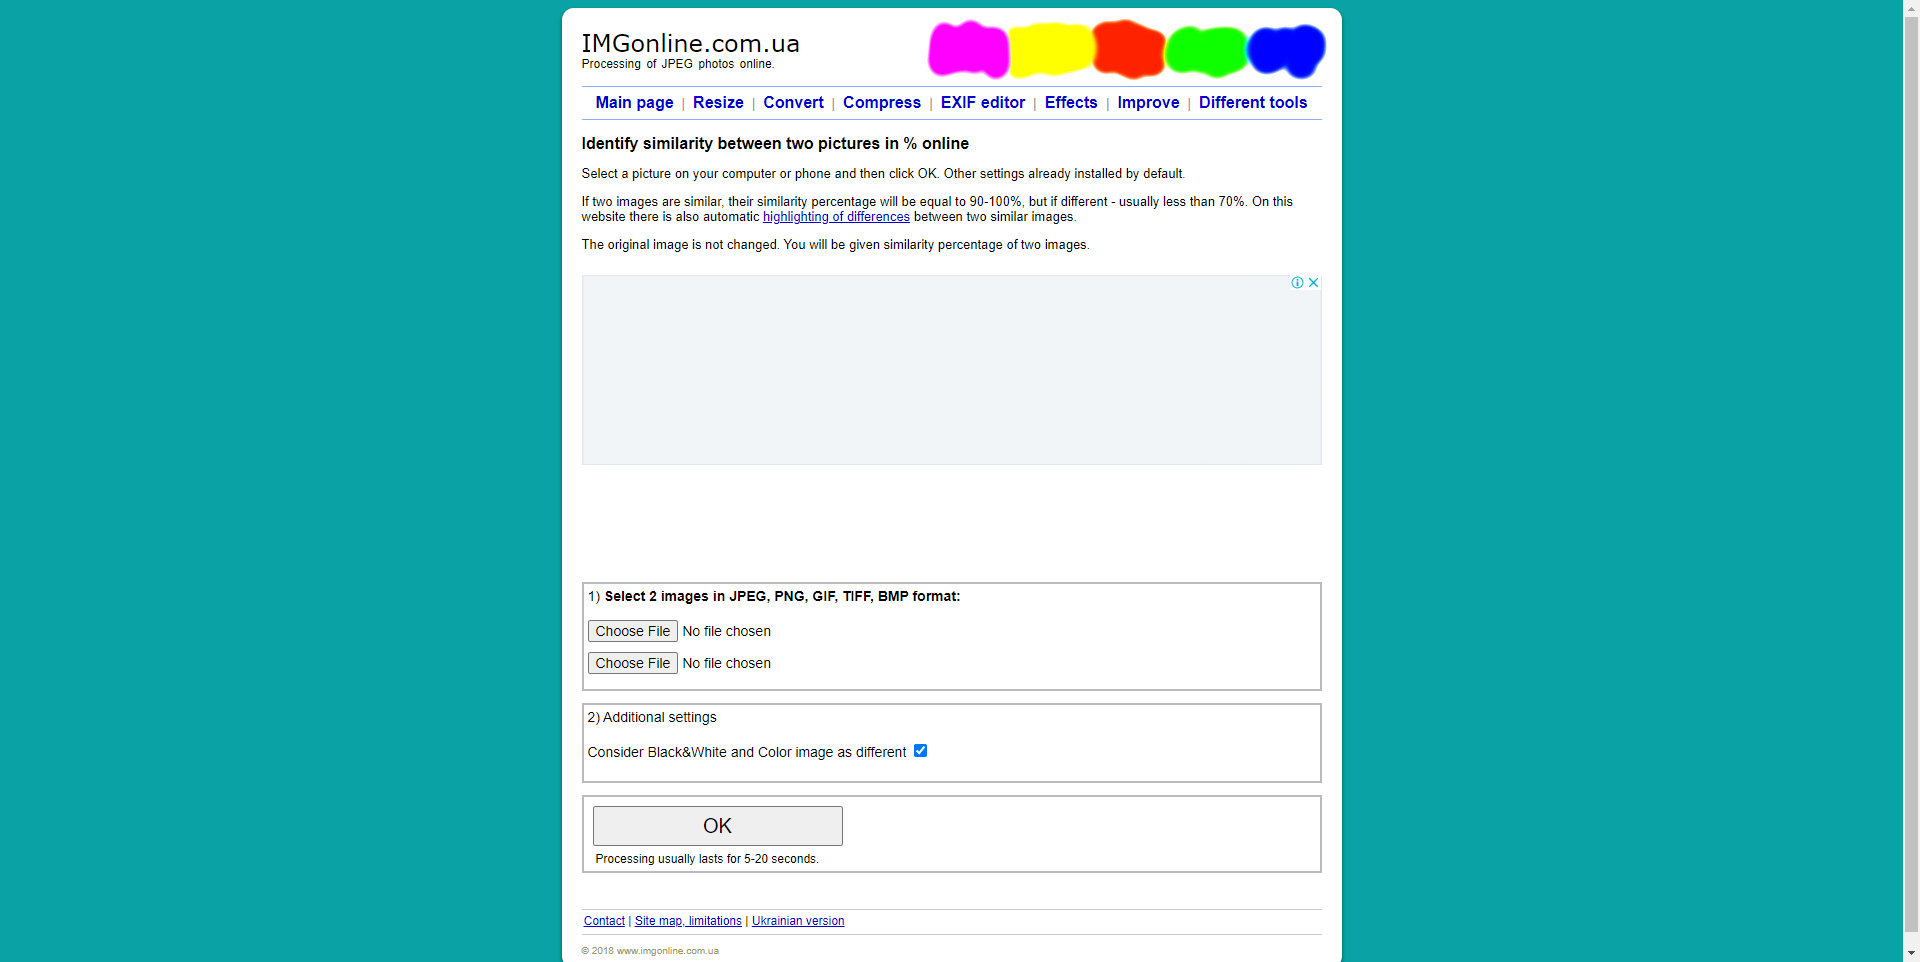 IMGonline.com.ua
Processing of JPEG photos online.
Main page | Resize | Convert | Compress | EXIF editor | Effects | Improve | Different tools
Identify similarity between two pictures in % online
Select a picture on your computer or phone and then click OK. Other settings already installed by default.
If two images are similar, their similarity percentage will be equal to 90-100%, but if different - usually less than 70%. On this
website there is also automatic highlighting of differences between two similar images.
The original image is not changed. You will be given similarity percentage of two images.
1) Select 2 images in JPEG, PNG, GIF, TIFF, BMP format:
Choose File No file chosen
Choose File No file chosen
2) Additional settings
Consider Black&White and Color image as different
OK
Processing usually lasts for 5-20 seconds.
Contact | Site map, limitations | Ukrainian version
© 2018 www.imgonline.com.ua